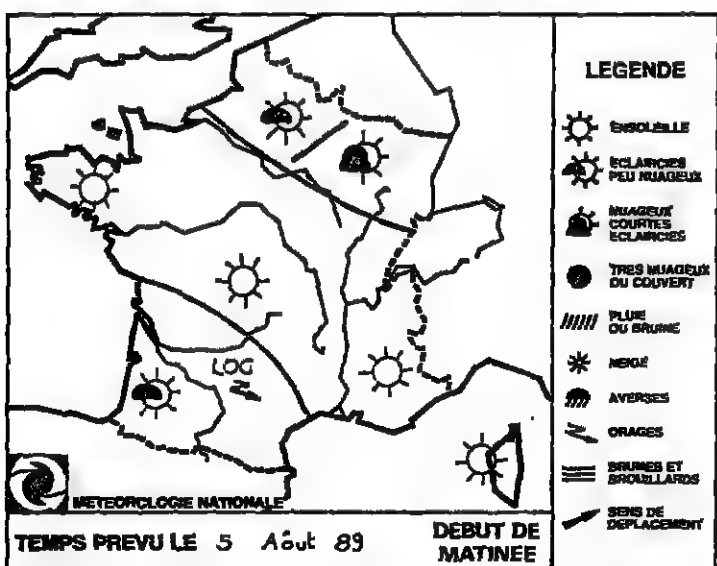 LEGENDE
ENSOLEILLE
ECLAIRCIES
PEU NUAGEUX
NUAGEUX
COURTES
ECLAIRCIES
TRES NUAGEUX
OU COUVERT
PLUIE
OU BRUINE
NEIGE
AVERSES
ORAGES
BRUMES ET
BROUILLARDS
SENS DE
DEPLACEMENT
LOG
METEOROLOGIE NATIONALE
TEMPS PREVU LE 5 Août 89
DEBUT DE
MATINEE